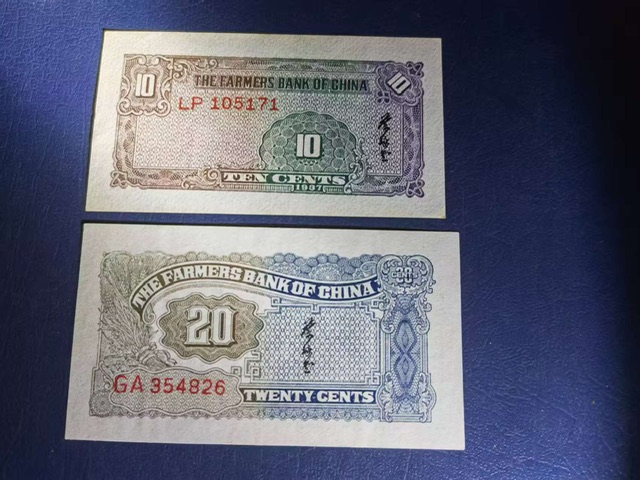 10
10
THE FARMERS BANK OF CHINA
LP 105171
10
TEN CENTS
1937
THE FARMERS BANK OF CHINA
20
20
GA 354826
TWENTY CENTS